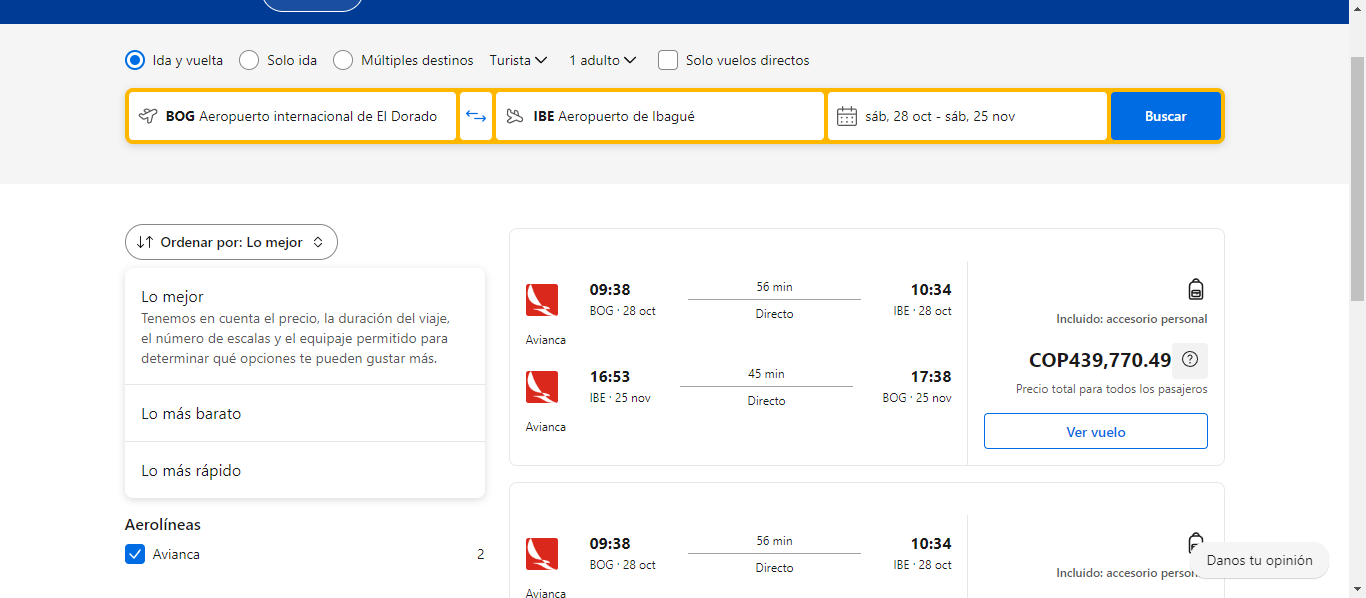 Ida y vuelta Solo ida Múltiples destinos Turista 1 adulto Solo vuelos directos
BOG Aeropuerto internacional de El Dorado IBE Aeropuerto de Ibagué sáb, 28 oct - sáb, 25 nov Buscar
Ordenar por: Lo mejor
Lo mejor
Tenemos en cuenta el precio, la duración del viaje,
el número de escalas y el equipaje permitido para
determinar qué opciones te pueden gustar más.
Lo más barato
Lo más rápido
Aerolíneas
Avianca 2
09:38 56 min 10:34
BOG · 28 oct Directo IBE · 28 oct
Avianca
16:53 45 min 17:38
IBE · 25 nov Directo BOG · 25 nov
Avianca
Incluido: accesorio personal
COP439,770.49
Precio total para todos los pasajeros
Ver vuelo
09:38 56 min 10:34
BOG · 28 oct Directo IBE · 28 oct
Avianca
Incluido: accesorio
Danos tu opinión